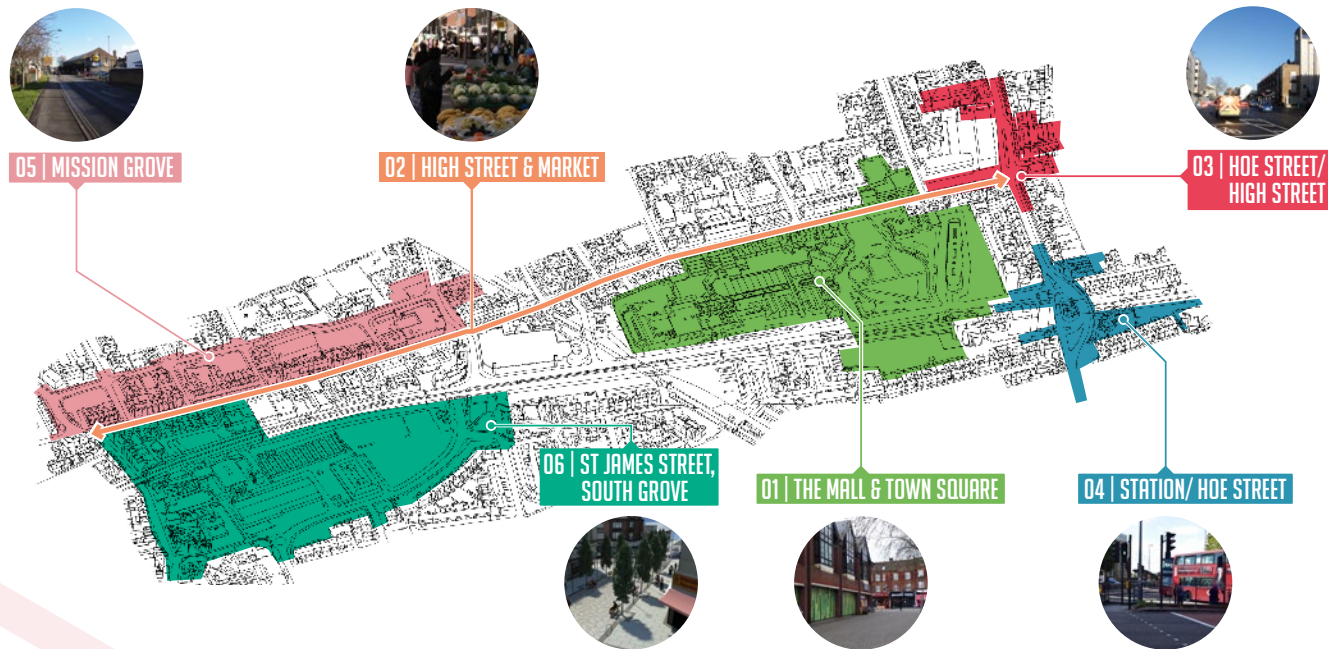 05 | MISSION GROVE
02 | HIGH STREET & MARKET
03 | HOE STREET/
HIGH STREET
06 | ST JAMES STREET,
SOUTH GROVE
01 | THE MALL & TOWN SQUARE
04 | STATION/ HOE STREET